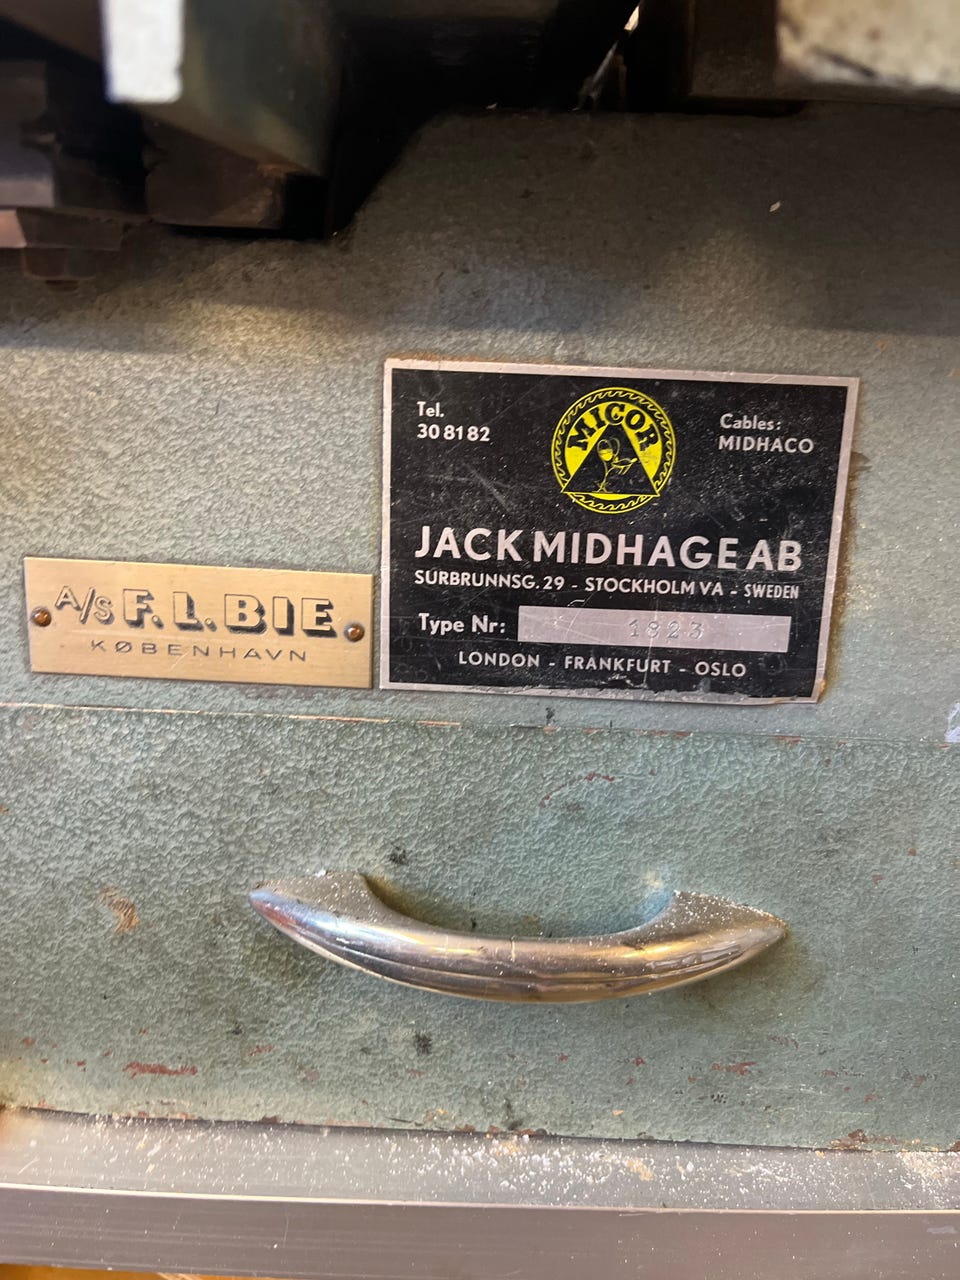 A/S F. L. BIE
KØBENHAVN
Tel.
30 81 82
MICOR
Cables:
MIDHACO
JACK MIDHAGE AB
SURBRUNNSG. 29 - STOCKHOLM VA - SWEDEN
Type Nr: 1823
LONDON - FRANKFURT - OSLO